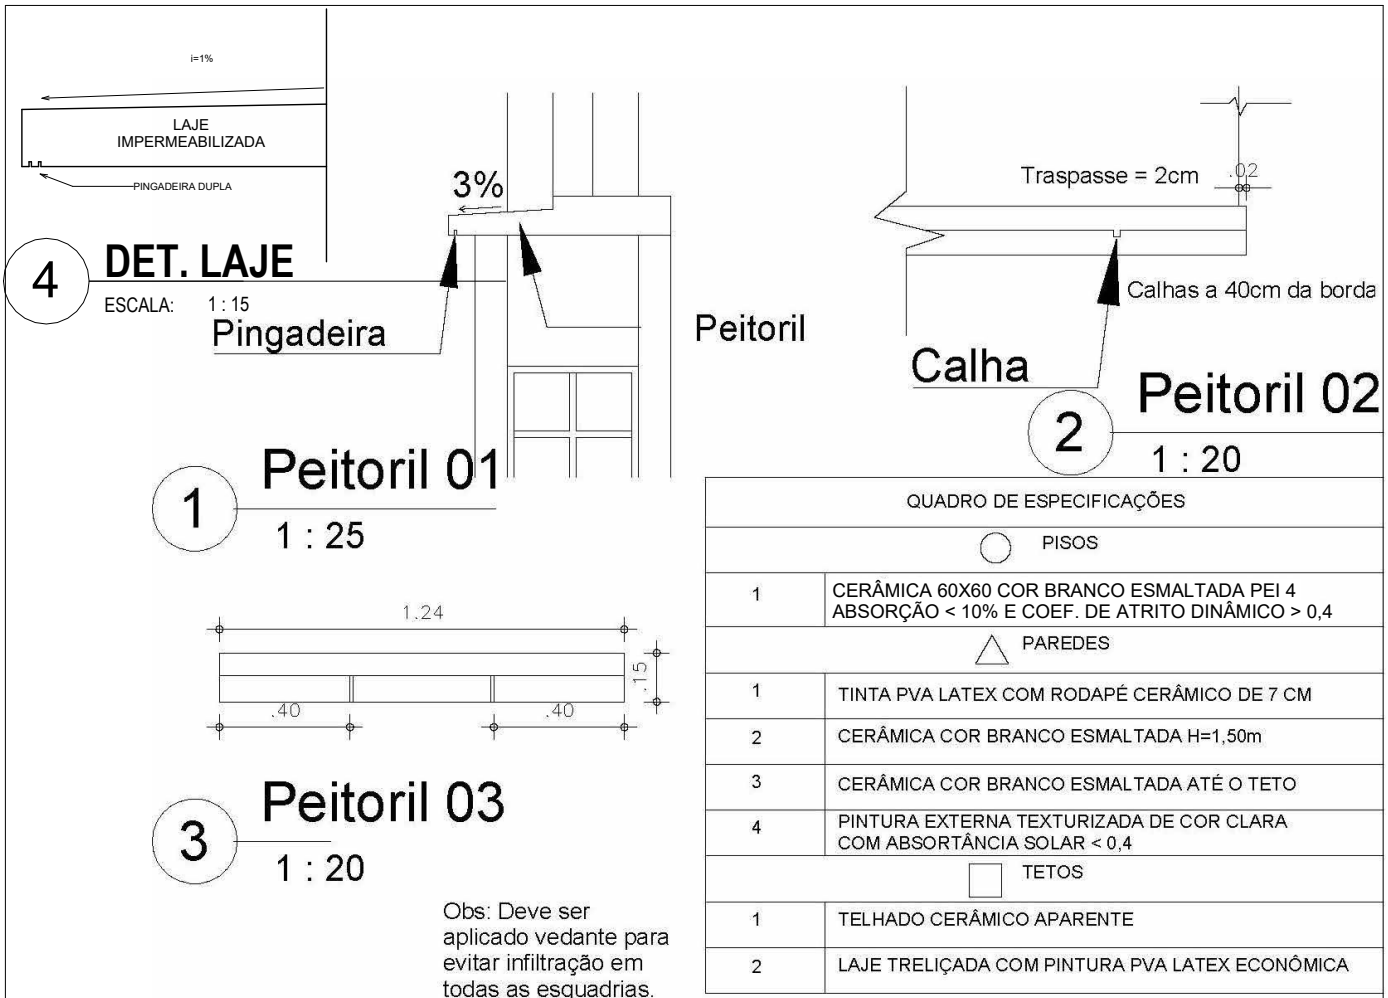 i=1%
LAJE
IMPERMEABILIZADA
PINGADEIRA DUPLA
4
DET. LAJE
ESCALA: 1 : 15
3%
Pingadeira
Peitoril
1
Peitoril 01
1 : 25
Traspasse = 2cm
.02
Calhas a 40cm da borda
Calha
2
Peitoril 02
1 : 20
1.24
.15
.40
.40
3
Peitoril 03
1 : 20
Obs: Deve ser
aplicado vedante para
evitar infiltração em
todas as esquadrias.
QUADRO DE ESPECIFICAÇÕES
PISOS
1 CERÂMICA 60X60 COR BRANCO ESMALTADA PEI 4
ABSORÇÃO < 10% E COEF. DE ATRITO DINÂMICO > 0,4
PAREDES
1 TINTA PVA LATEX COM RODAPÉ CERÂMICO DE 7 CM
2 CERÂMICA COR BRANCO ESMALTADA H=1,50m
3 CERÂMICA COR BRANCO ESMALTADA ATÉ O TETO
4 PINTURA EXTERNA TEXTURIZADA DE COR CLARA
COM ABSORTÂNCIA SOLAR < 0,4
TETOS
1 TELHADO CERÂMICO APARENTE
2 LAJE TRELIÇADA COM PINTURA PVA LATEX ECONÔMICA